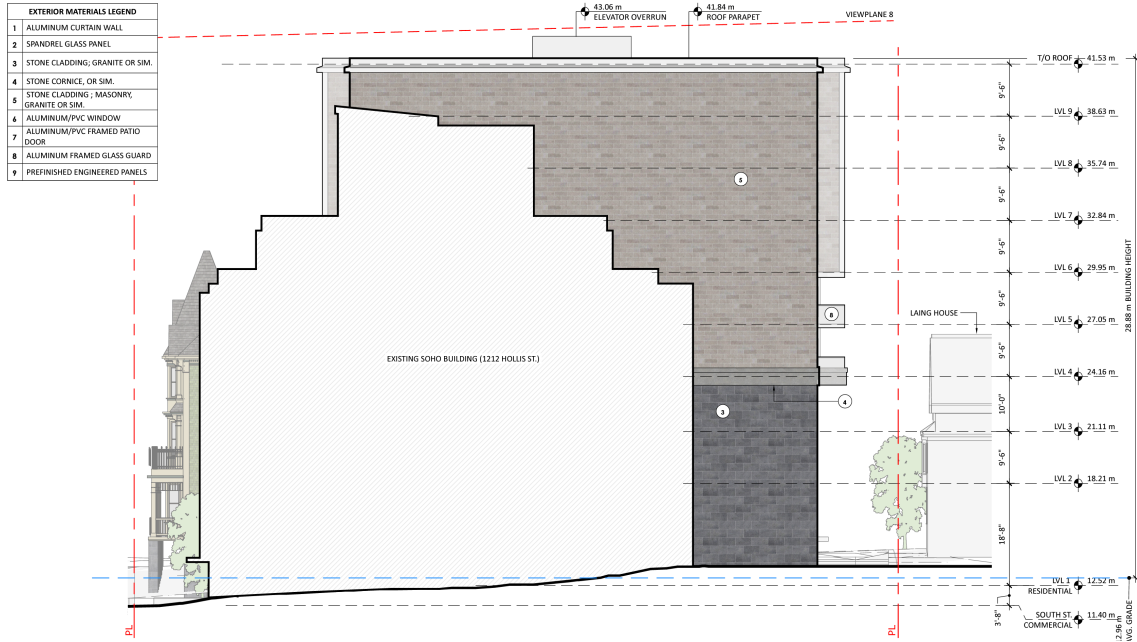 EXTERIOR MATERIALS LEGEND
1 ALUMINUM CURTAIN WALL
2 SPANDREL GLASS PANEL
3 STONE CLADDING; GRANITE OR SIM.
4 STONE CORNICE, OR SIM.
5 STONE CLADDING ; MASONRY,
GRANITE OR SIM.
6 ALUMINUM/PVC WINDOW
7 ALUMINUM/PVC FRAMED PATIO
DOOR
8 ALUMINUM FRAMED GLASS GUARD
9 PREFINISHED ENGINEERED PANELS
43.06 m
ELEVATOR OVERRUN
41.84 m
ROOF PARAPET
VIEWPLANE 8
T/O ROOF 41.53 m
9'-6"
LVL 9 38.63 m
9'-6"
LVL 8 35.74 m
5
9'-6"
LVL 7 32.84 m
9'-6"
LVL 6 29.95 m
9'-6"
28.88 m BUILDING HEIGHT
8
LAING HOUSE
LVL 5 27.05 m
9'-6"
EXISTING SOHO BUILDING (1212 HOLLIS ST.)
LVL 4 24.16 m
10'-0"
4
3
LVL 3 21.11 m
9'-6"
LVL 2 18.21 m
18'-8"
LVL 1 12.52 m
RESIDENTIAL
3'-8"
SOUTH ST. 11.40 m
COMMERCIAL
PL
PL